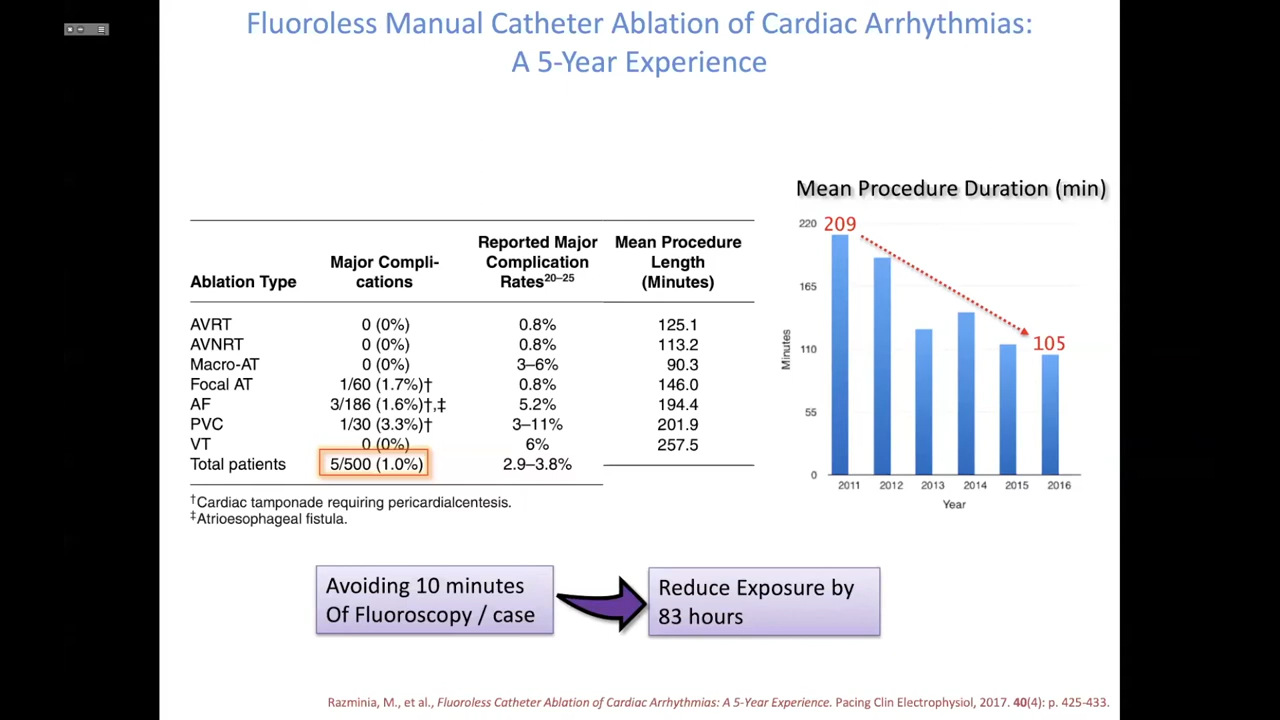 Fluoroless Manual Catheter Ablation of Cardiac Arrhythmias:
A 5-Year Experience
Ablation Type
Major Compli-
cations
Reported Major
Complication
Rates20–25
Mean Procedure
Length
(Minutes)
AVRT 0 (0%) 0.8% 125.1
AVNRT 0 (0%) 0.8% 113.2
Macro-AT 0 (0%) 3–6% 90.3
Focal AT 1/60 (1.7%)† 0.8% 146.0
AF 3/186 (1.6%)†,‡ 5.2% 194.4
PVC 1/30 (3.3%)† 3–11% 201.9
VT 0 (0%) 6% 257.5
Total patients 5/500 (1.0%) 2.9–3.8%
†Cardiac tamponade requiring pericardialcentesis.
‡Atrioesophageal fistula.
Mean Procedure Duration (min)
220
165
110
55
0
Minutes
209
105
2011 2012 2013 2014 2015 2016
Year
Avoiding 10 minutes
Of Fluoroscopy / case
Reduce Exposure by
83 hours
Razminia, M., et al., Fluoroless Catheter Ablation of Cardiac Arrhythmias: A 5-Year Experience. Pacing Clin Electrophysiol, 2017. 40(4): p. 425-433.